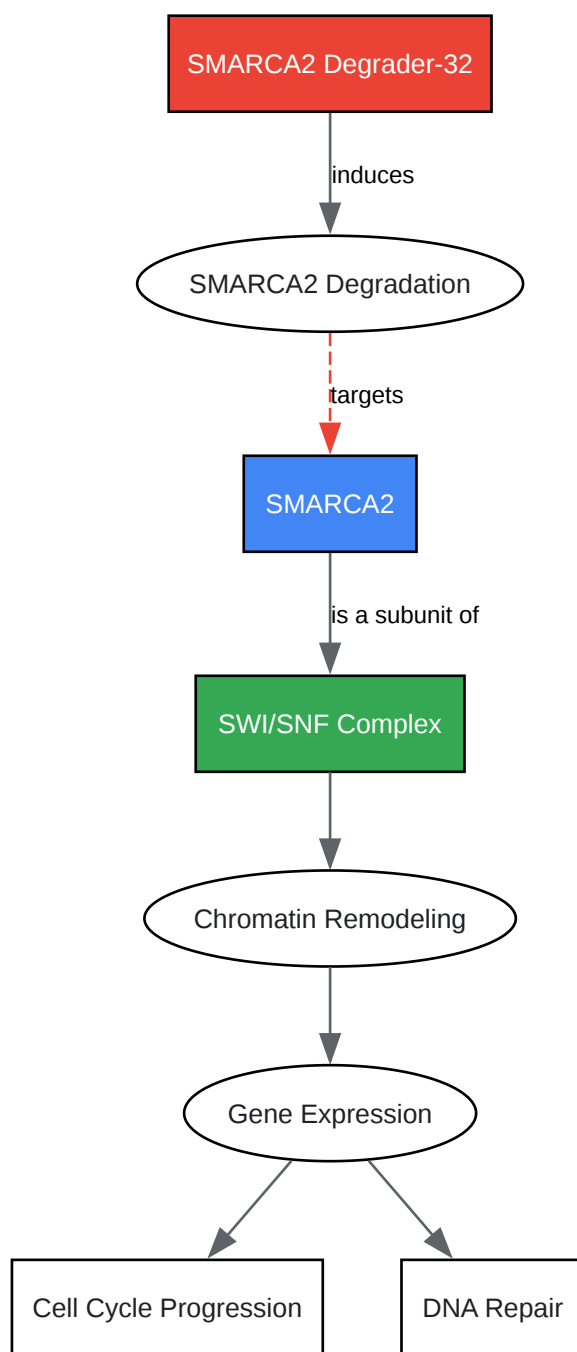 SMARCA2 Degrader-32
induces
SMARCA2 Degradation
targets
SMARCA2
is a subunit of
SWI/SNF Complex
Chromatin Remodeling
Gene Expression
Cell Cycle Progression
DNA Repair